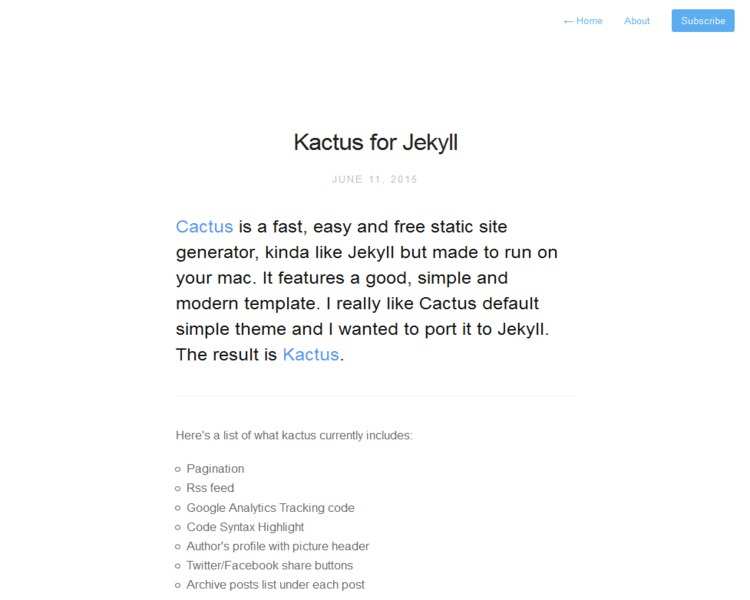 ← Home About Subscribe
Kactus for Jekyll
JUNE 11, 2015
Cactus is a fast, easy and free static site
generator, kinda like Jekyll but made to run on
your mac. It features a good, simple and
modern template. I really like Cactus default
simple theme and I wanted to port it to Jekyll.
The result is Kactus.
Here's a list of what kactus currently includes:
Pagination
Rss feed
Google Analytics Tracking code
Code Syntax Highlight
Author's profile with picture header
Twitter/Facebook share buttons
Archive posts list under each post